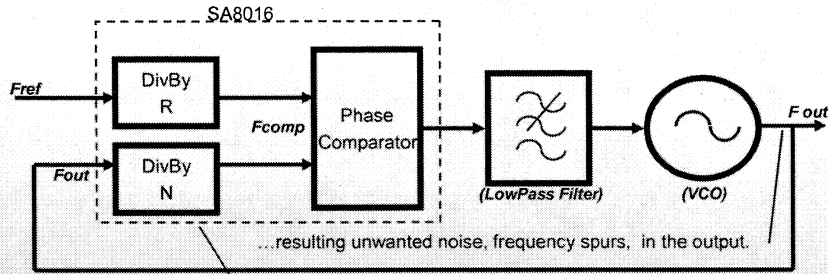 SA8016
DivBy
R
Fref
Fcomp
Phase
Comparator
DivBy
N
Fout
F out
(LowPass Filter)
(VCO)
...resulting unwanted noise, frequency spurs, in the output.